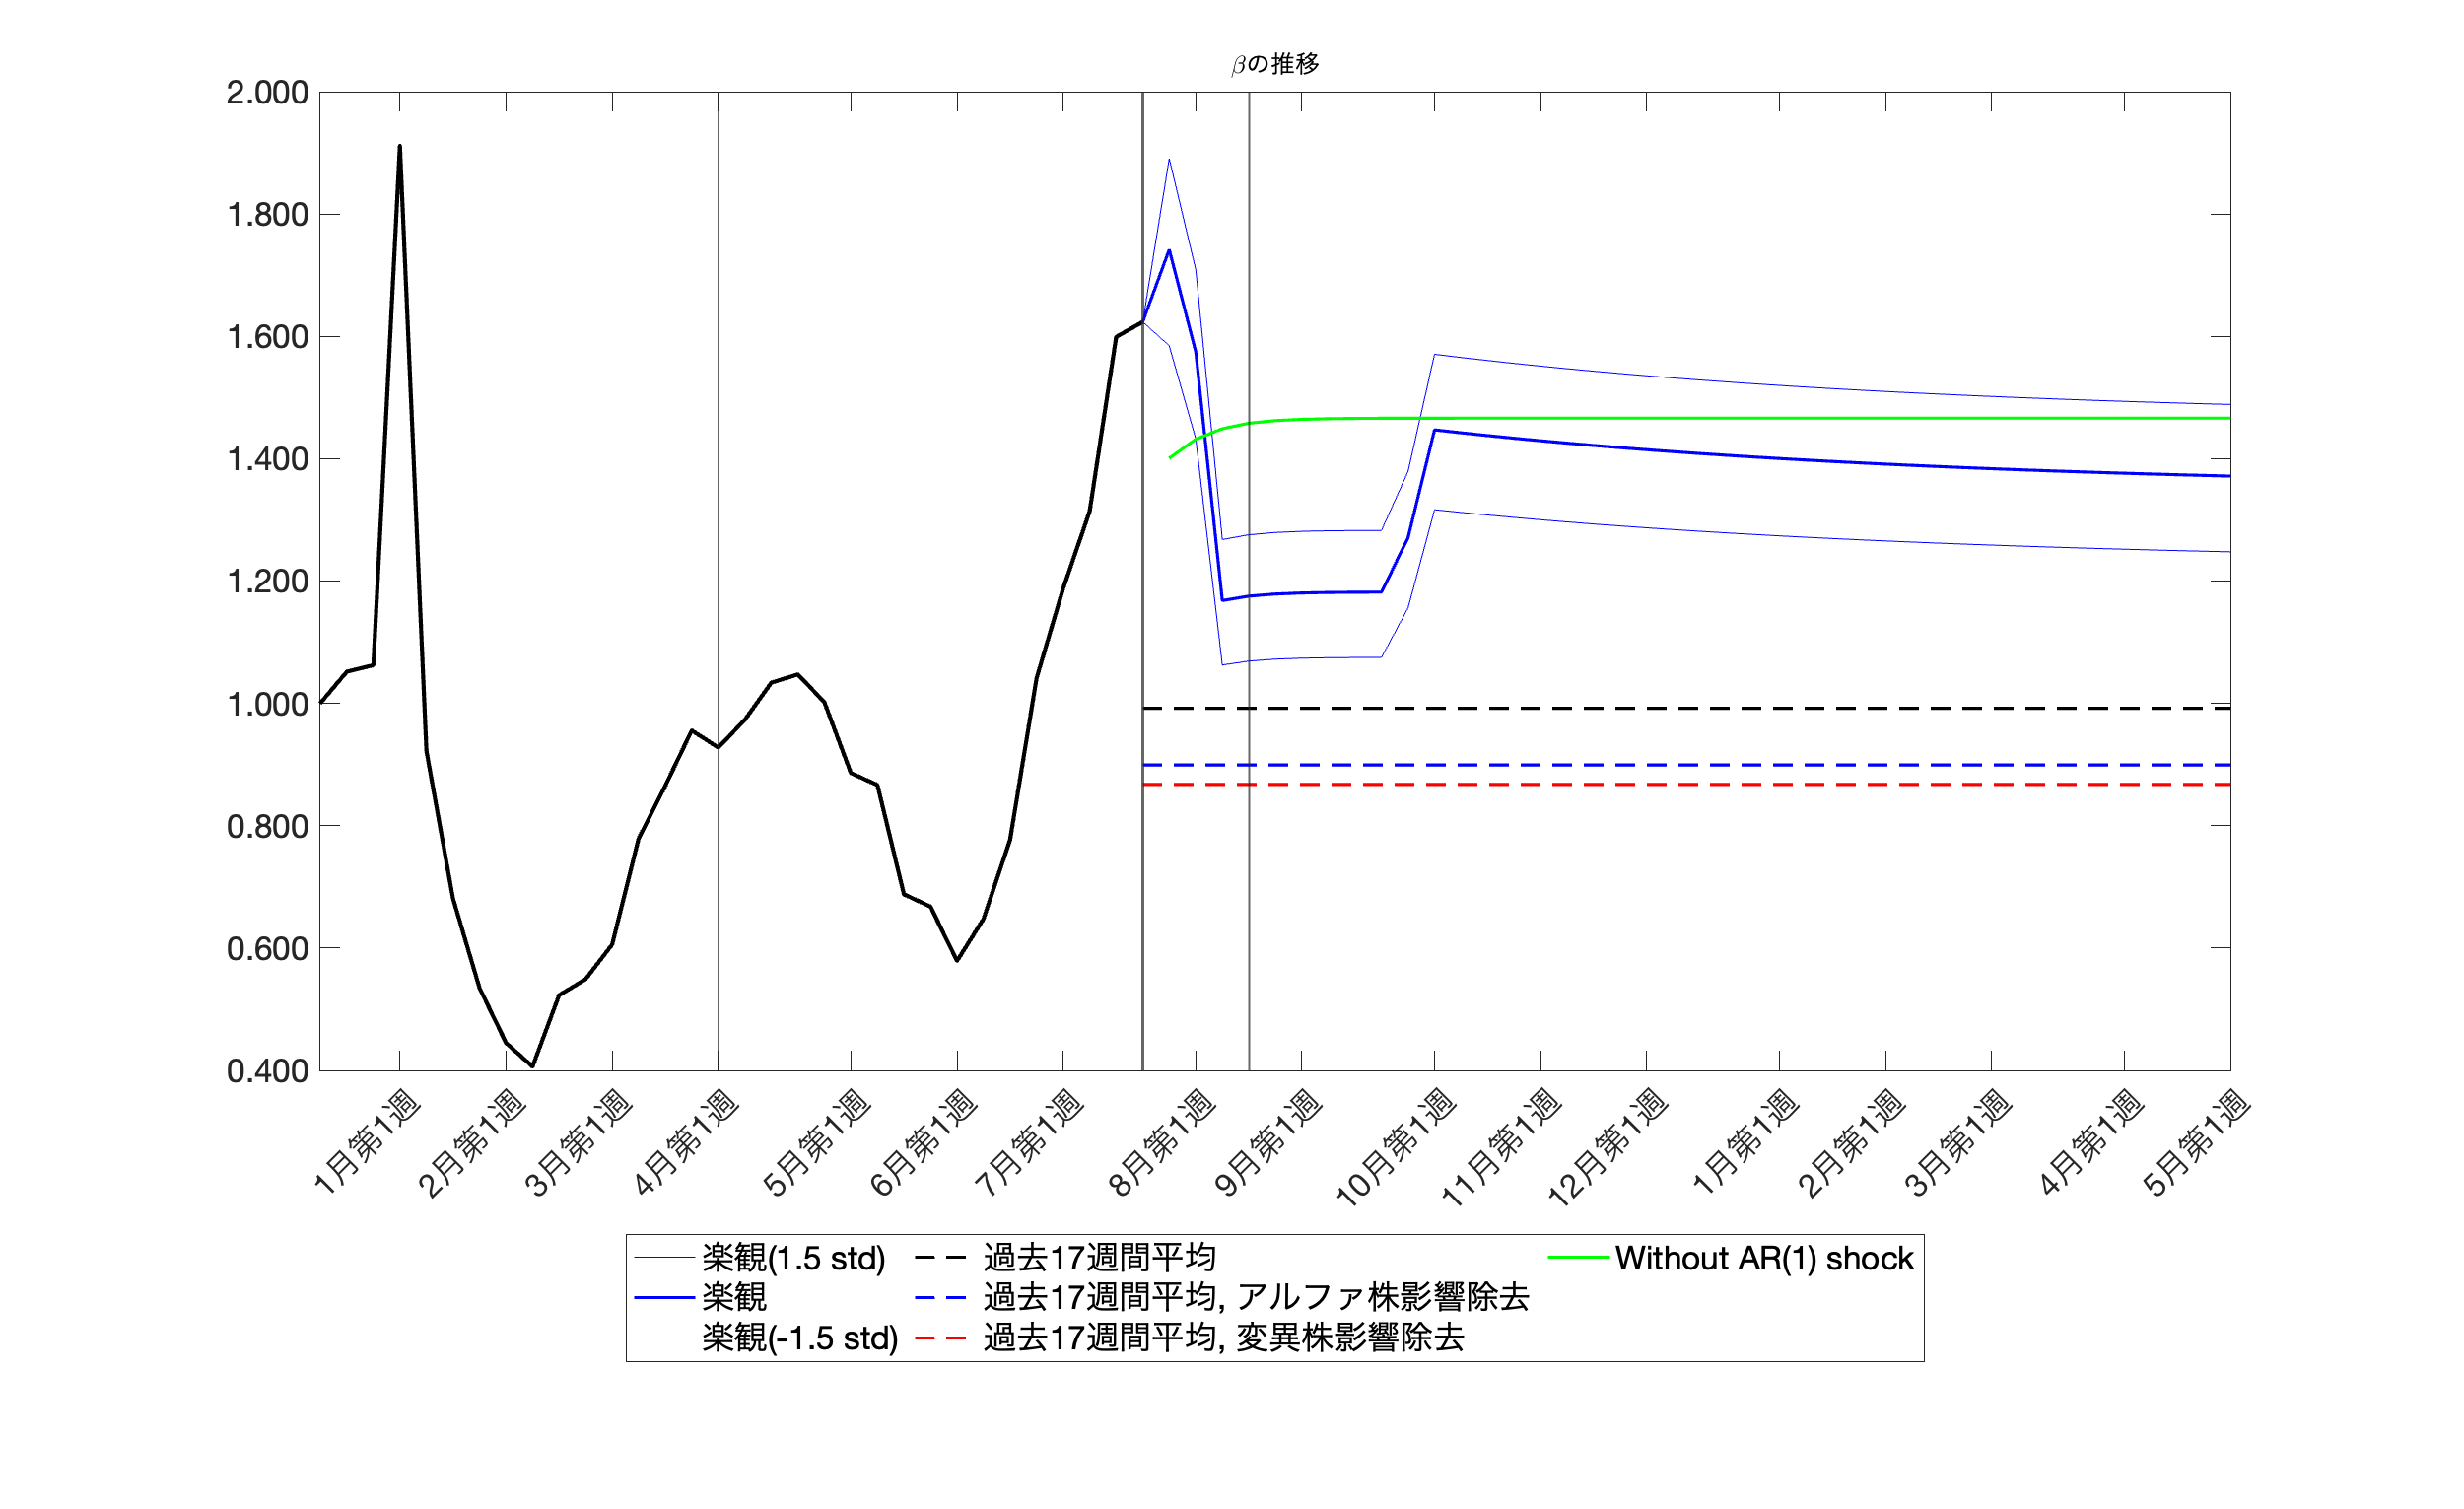 βの推移
2.000
1.800
1.600
1.400
1.200
1.000
0.800
0.600
0.400
1月第1週
2月第1週
3月第1週
4月第1週
5月第1週
6月第1週
7月第1週
8月第1週
9月第1週
10月第1週
11月第1週
12月第1週
1月第1週
2月第1週
3月第1週
4月第1週
5月第1週
楽観(1.5 std)
楽観
楽観(-1.5 std)
過去17週間平均
過去17週間平均, アルファ株影響除去
過去17週間平均, 変異株影響除去
Without AR(1) shock